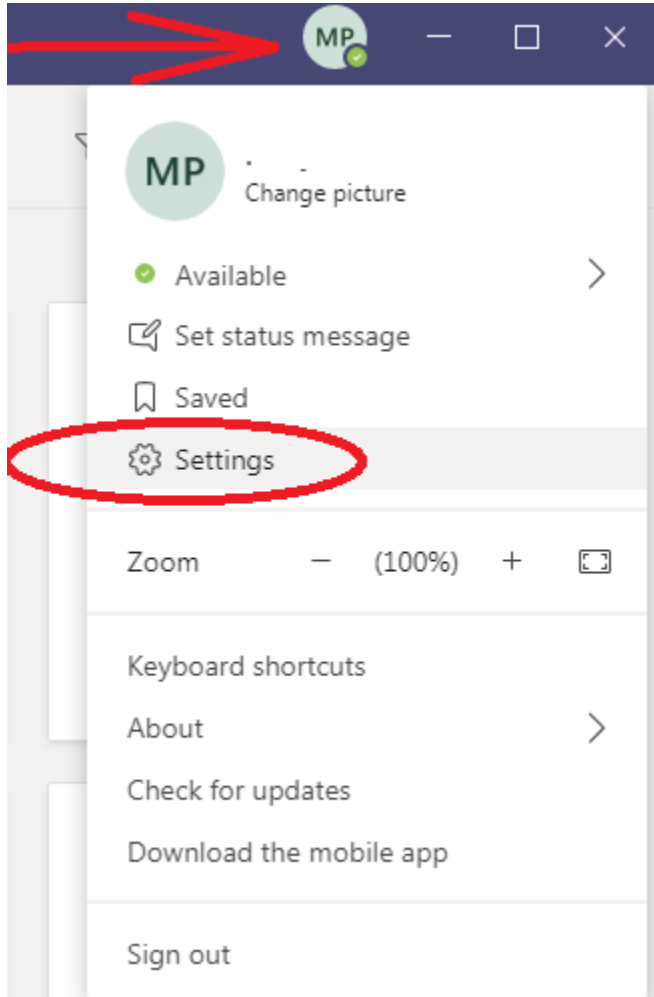 MP
MP
Change picture
Available
Set status message
Saved
Settings
Zoom - (100%) +
Keyboard shortcuts
About
Check for updates
Download the mobile app
Sign out